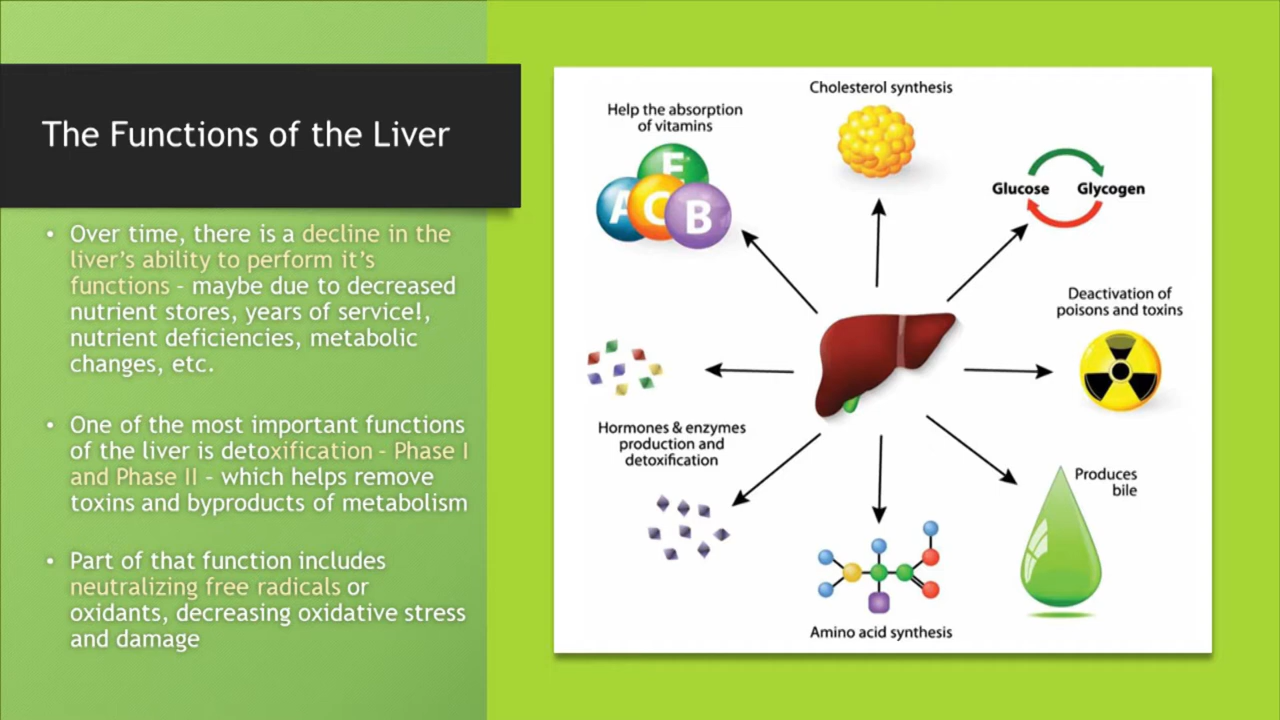 The Functions of the Liver
• Over time, there is a decline in the
liver's ability to perform it's
functions – maybe due to decreased
nutrient stores, years of service!,
nutrient deficiencies, metabolic
changes, etc.
• One of the most important functions
of the liver is detoxification – Phase I
and Phase II – which helps remove
toxins and byproducts of metabolism
• Part of that function includes
neutralizing free radicals or
oxidants, decreasing oxidative stress
and damage
Cholesterol synthesis
Help the absorption
of vitamins
E
A C B
Glucose Glycogen
Deactivation of
poisons and toxins
Hormones & enzymes
production and
detoxification
Produces
bile
Amino acid synthesis